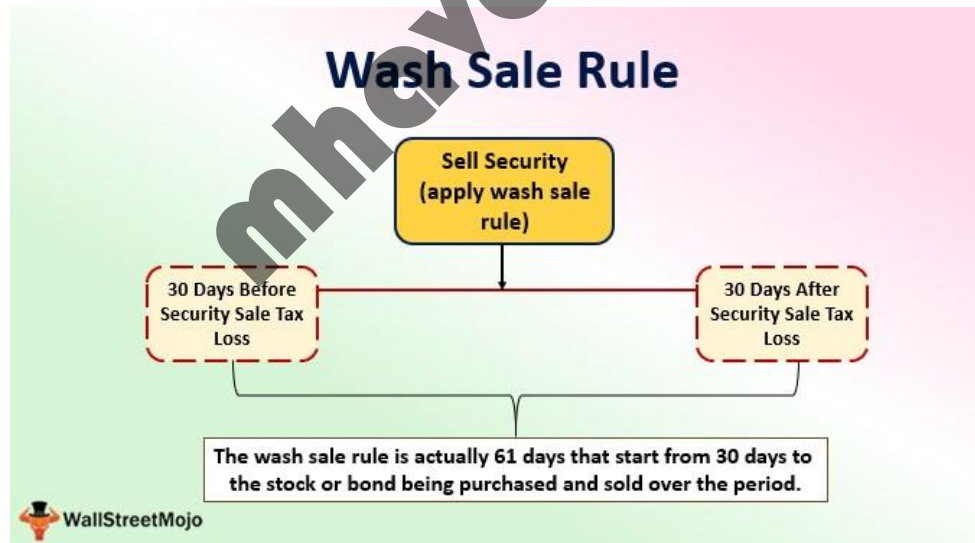 Wash Sale Rule
Sell Security
(apply wash sale
rule)
30 Days Before
Security Sale Tax
Loss
30 Days After
Security Sale Tax
Loss
The wash sale rule is actually 61 days that start from 30 days to
the stock or bond being purchased and sold over the period.
WallStreetMojo